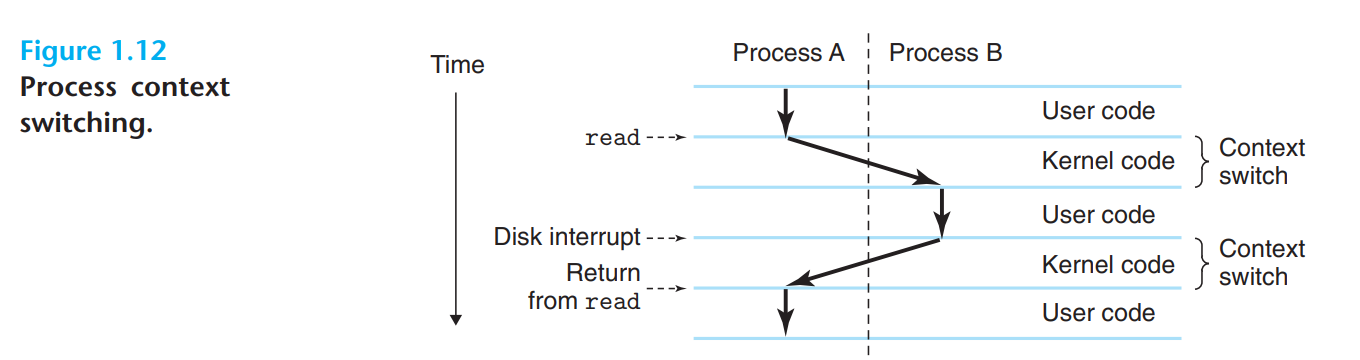 Figure 1.12
Process context
switching.
Time
Process A
Process B
User code
read
Kernel code
Context
switch
User code
Disk interrupt
Kernel code
Context
switch
Return
from read
User code